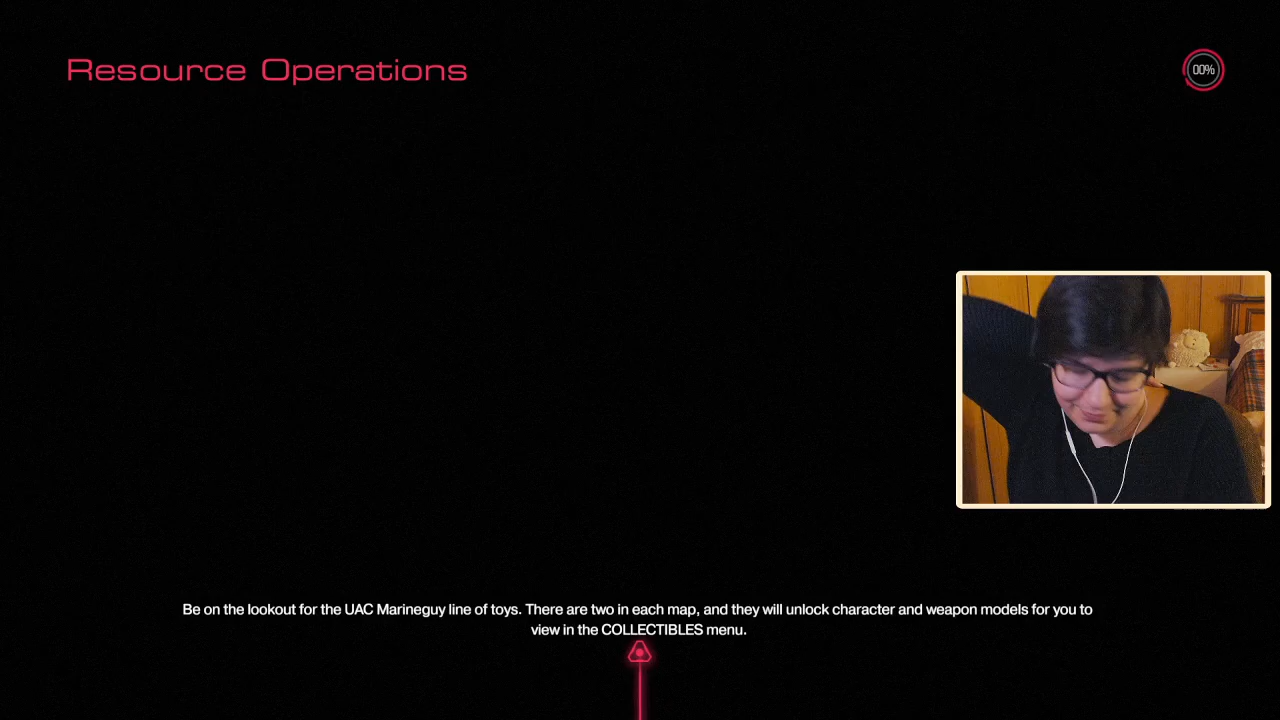 Resource Operations
00%
Be on the lookout for the UAC Marineguy line of toys. There are two in each map, and they will unlock character and weapon models for you to
view in the COLLECTIBLES menu.